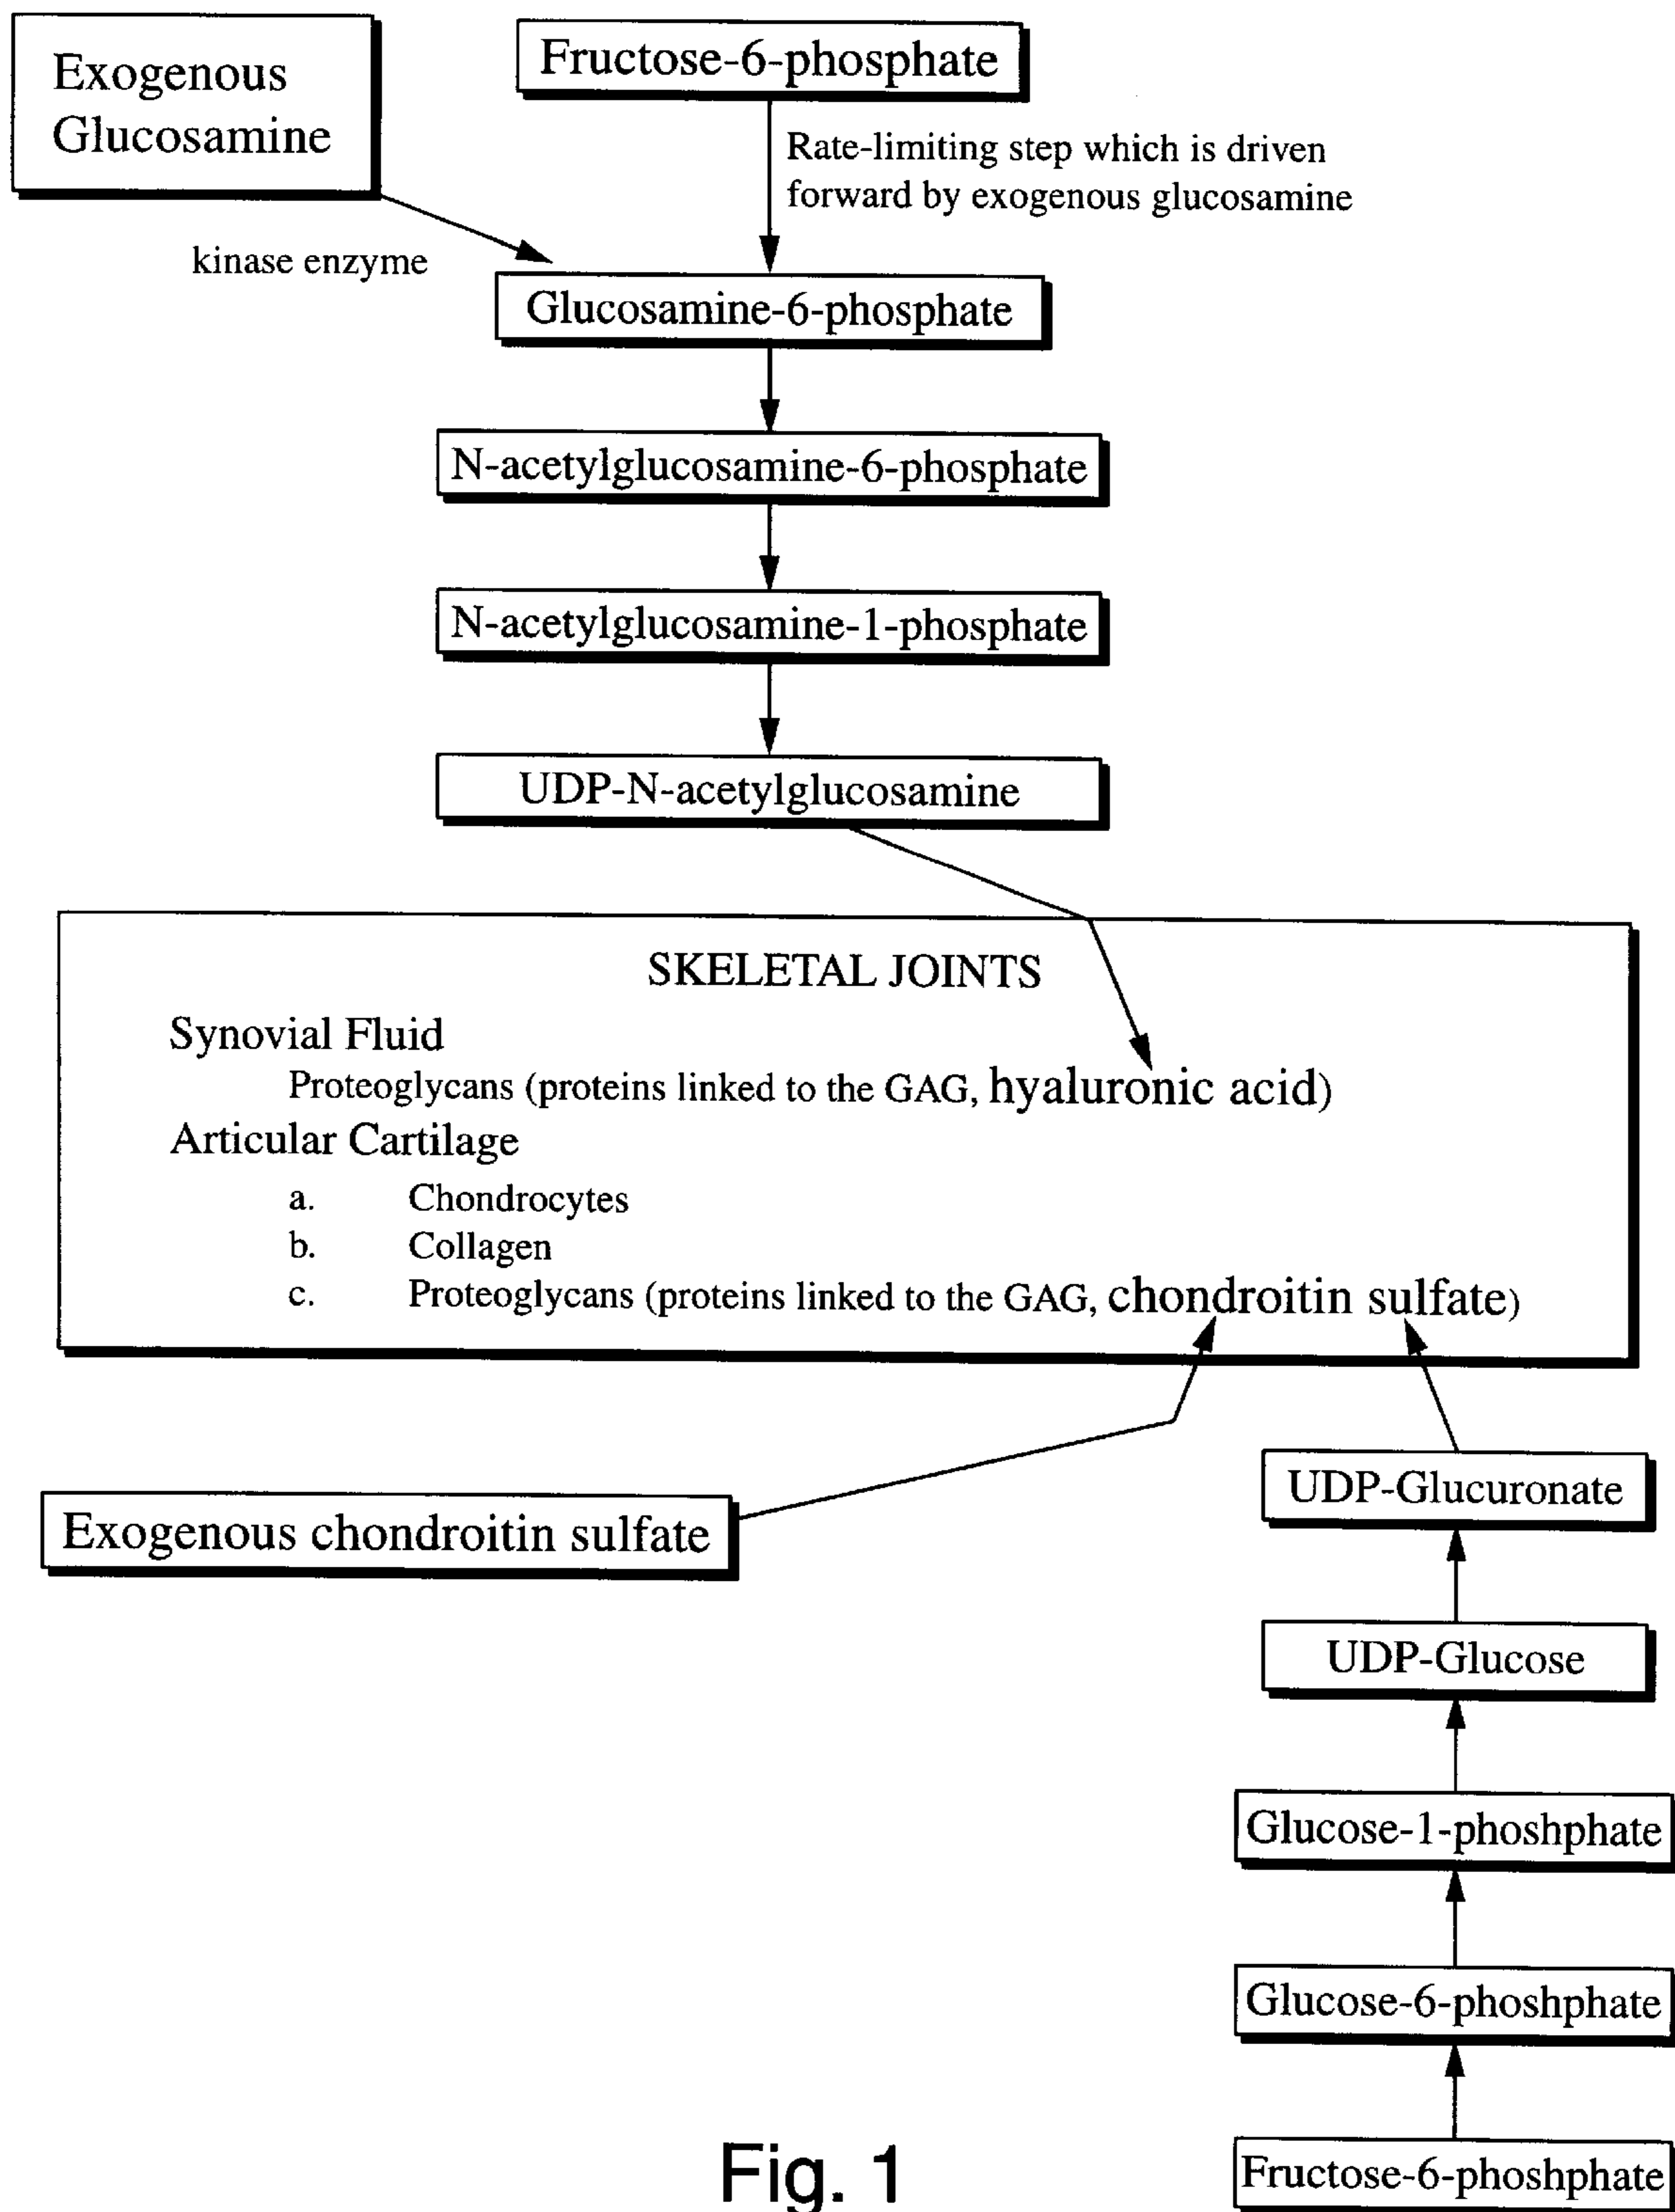 Exogenous
Glucosamine
Fructose-6-phosphate
Rate-limiting step which is driven
forward by exogenous glucosamine
kinase enzyme
Glucosamine-6-phosphate
N-acetylglucosamine-6-phosphate
N-acetylglucosamine-1-phosphate
UDP-N-acetylglucosamine
SKELETAL JOINTS
Synovial Fluid
Proteoglycans (proteins linked to the GAG, hyaluronic acid)
Articular Cartilage
a. Chondrocytes
b. Collagen
c. Proteoglycans (proteins linked to the GAG, chondroitin sulfate)
Exogenous chondroitin sulfate
UDP-Glucuronate
UDP-Glucose
Glucose-1-phoshphate
Glucose-6-phoshphate
Fructose-6-phoshphate
Fig. 1